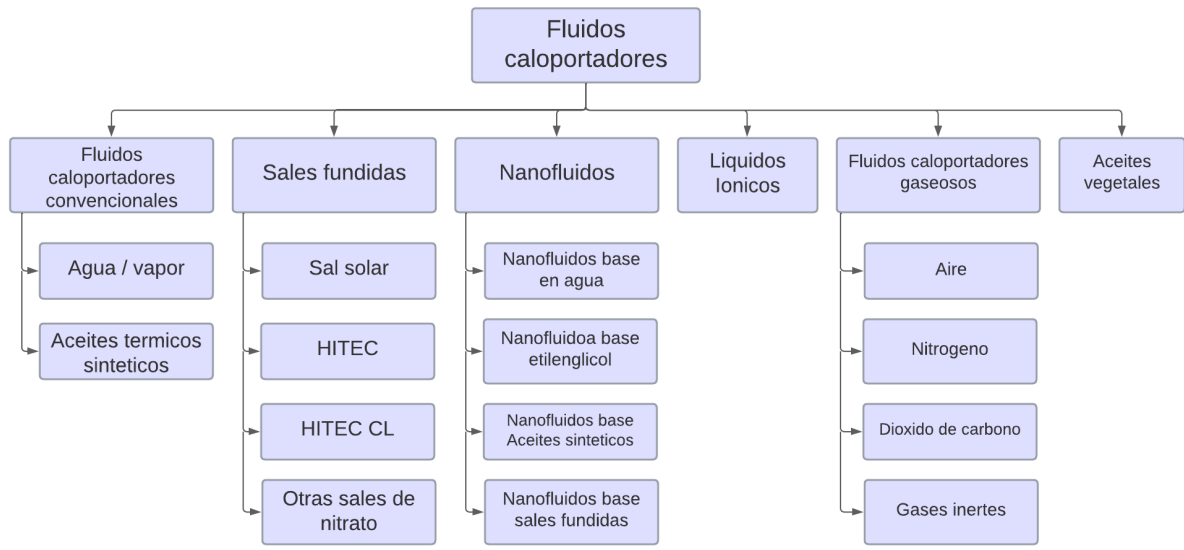 Fluidos
caloportadores
Fluidos
caloportadores
convencionales
Sales fundidas
Nanofluidos
Liquidos
Ionicos
Fluidos caloportadores
gaseosos
Aceites
vegetales
Agua / vapor
Sal solar
Nanofluidos base
en agua
Aire
Aceites termicos
sinteticos
HITEC
Nanofluidoa base
etilenglicol
Nitrogeno
HITEC CL
Nanofluidos base
Aceites sinteticos
Dioxido de carbono
Otras sales de
nitrato
Nanofluidos base
sales fundidas
Gases inertes